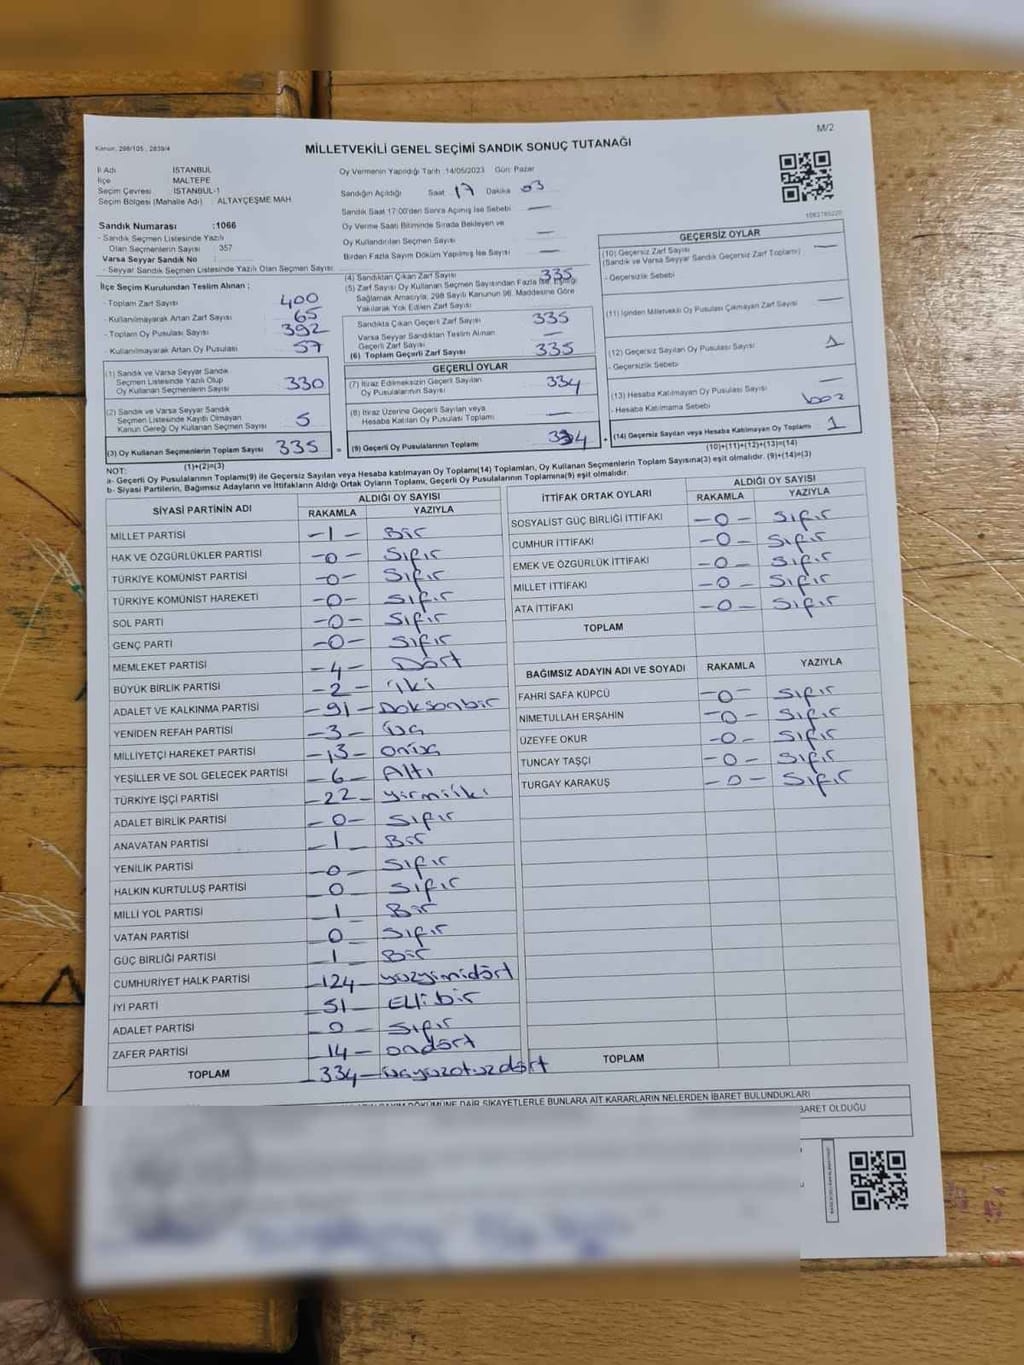 M/2
Kanun: 298/105 , 2839/4
MİLLETVEKİLİ GENEL SEÇİMİ SANDIK SONUÇ TUTANAĞI
İl Adı : İSTANBUL
İlçe : MALTEPE
Seçim Çevresi : İSTANBUL-1
Seçim Bölgesi (Mahalle Adı) : ALTAYÇEŞME MAH.
Oy Vermenin Yapıldığı Tarih :14/05/2023 Gün: Pazar
Sandığın Açıldığı Saat 17 Dakika 03
Sandık Saat 17:00'den Sonra Açılmış İse Sebebi —
Oy Verme Saati Bitiminde Sırada Bekleyen ve
Oy Kullandırılan Seçmen Sayısı —
Birden Fazla Sayım Döküm Yapılmış İse Sayısı —
Sandık Numarası :1066
- Sandık Seçmen Listesinde Yazılı
Olan Seçmenlerin Sayısı 357
Varsa Seyyar Sandık No
- Seyyar Sandık Seçmen Listesinde Yazılı Olan Seçmen Sayısı
İlçe Seçim Kurulundan Teslim Alınan ;
- Toplam Zarf Sayısı 400
- Kullanılmayarak Artan Zarf Sayısı 65
- Toplam Oy Pusulası Sayısı 392
- Kullanılmayarak Artan Oy Pusulası 57
(1) Sandık ve Varsa Seyyar Sandık
Seçmen Listesinde Yazılı Olup
Oy Kullanan Seçmenlerin Sayısı 330
(2) Sandık ve Varsa Seyyar Sandık
Seçmen Listesinde Kayıtlı Olmayan
Kanun Gereği Oy Kullanan Seçmen Sayısı 5
(3) Oy Kullanan Seçmenlerin Toplam Sayısı 335 =
(1)+(2)=(3)
(4) Sandıktan Çıkan Zarf Sayısı 335
(5) Zarf Sayısı Oy Kullanan Seçmen Sayısından Fazla İse, Eşitliği
Sağlamak Amacıyla, 298 Sayılı Kanunun 98. Maddesine Göre
Yakılarak Yok Edilen Zarf Sayısı
Sandıkta Çıkan Geçerli Zarf Sayısı 335
Varsa Seyyar Sandıktan Teslim Alınan
Geçerli Zarf Sayısı —
(6) Toplam Geçerli Zarf Sayısı 335
GEÇERLİ OYLAR
(7) İtiraz Edilmeksizin Geçerli Sayılan
Oy Pusulalarının Sayısı 334
(8) İtiraz Üzerine Geçerli Sayılan veya
Hesaba Katılan Oy Pusulası Toplamı —
(9) Geçerli Oy Pusulalarının Toplamı 334 +
GEÇERSİZ OYLAR
(10) Geçersiz Zarf Sayısı
(Sandık ve Varsa Seyyar Sandık Geçersiz Zarf Toplamı) —
- Geçersizlik Sebebi
(11) İçinden Milletvekili Oy Pusulası Çıkmayan Zarf Sayısı —
(12) Geçersiz Sayılan Oy Pusulası Sayısı 1
- Geçersizlik Sebebi
(13) Hesaba Katılmayan Oy Pusulası Sayısı —
- Hesaba Katılmama Sebebi
(14) Geçersiz Sayılan veya Hesaba Katılmayan Oy Toplamı 1
(10)+(11)+(12)+(13)=(14)
NOT:
a- Geçerli Oy Pusulalarının Toplamı(9) ile Geçersiz Sayılan veya Hesaba katılmayan Oy Toplamı(14) Toplamları, Oy Kullanan Seçmenlerin Toplam Sayısına(3) eşit olmalıdır. (9)+(14)=(3)
b- Siyasi Partilerin, Bağımsız Adayların ve İttifakların Aldığı Ortak Oyların Toplamı, Geçerli Oy Pusulalarının Toplamına(9) eşit olmalıdır.
SİYASİ PARTİNİN ADI ALDIĞI OY SAYISI
RAKAMLA YAZIYLA
MİLLET PARTİSİ –1– Bir
HAK VE ÖZGÜRLÜKLER PARTİSİ –0– Sıfır
TÜRKİYE KOMÜNİST PARTİSİ –0– Sıfır
TÜRKİYE KOMÜNİST HAREKETİ –0– Sıfır
SOL PARTİ –0– Sıfır
GENÇ PARTİ –0– Sıfır
MEMLEKET PARTİSİ –4– Dört
BÜYÜK BİRLİK PARTİSİ –2– iki
ADALET VE KALKINMA PARTİSİ –91– Doksanbir
YENİDEN REFAH PARTİSİ –3– Üç
MİLLİYETÇİ HAREKET PARTİSİ –13– onüç
YEŞİLLER VE SOL GELECEK PARTİSİ –6– Altı
TÜRKİYE İŞÇİ PARTİSİ –22– yirmiiki
ADALET BİRLİK PARTİSİ –0– Sıfır
ANAVATAN PARTİSİ –1– Bir
YENİLİK PARTİSİ –0– Sıfır
HALKIN KURTULUŞ PARTİSİ –0– Sıfır
MİLLİ YOL PARTİSİ –1– Bir
VATAN PARTİSİ –0– Sıfır
GÜÇ BİRLİĞİ PARTİSİ –1– Bir
CUMHURİYET HALK PARTİSİ –124– yüzyirmidört
İYİ PARTİ –51– Ellibir
ADALET PARTİSİ –0– Sıfır
ZAFER PARTİSİ –14– ondört
TOPLAM –334– üçyüzotuzdört
İTTİFAK ORTAK OYLARI ALDIĞI OY SAYISI
RAKAMLA YAZIYLA
SOSYALİST GÜÇ BİRLİĞİ İTTİFAKI –0– Sıfır
CUMHUR İTTİFAKI –0– Sıfır
EMEK VE ÖZGÜRLÜK İTTİFAKI –0– Sıfır
MİLLET İTTİFAKI –0– Sıfır
ATA İTTİFAKI –0– Sıfır
TOPLAM
BAĞIMSIZ ADAYIN ADI VE SOYADI RAKAMLA YAZIYLA
FAHRİ SAFA KÜPCÜ –0– Sıfır
NİMETULLAH ERŞAHİN –0– Sıfır
ÜZEYFE OKUR –0– Sıfır
TUNCAY TAŞÇI –0– Sıfır
TURGAY KARAKUŞ –0– Sıfır
TOPLAM
DÖKÜMÜNE DAİR ŞİKAYETLERLE BUNLARA AİT KARARLARIN NELERDEN İBARET BULUNDUKLARI
BARET OLDUĞU